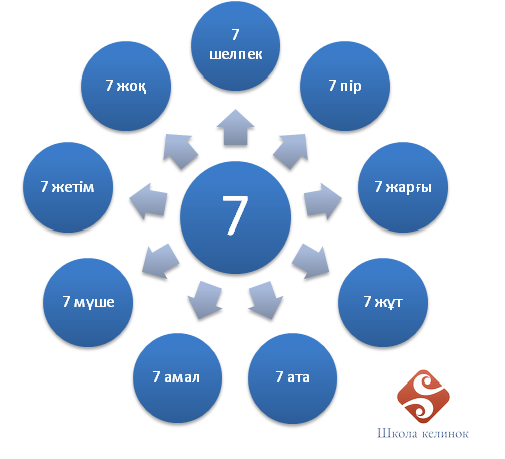 7
шелпек
7 пір
7 жарғы
7 жұт
7 ата
7 амал
7 мүше
7 жетім
7 жоқ
7
Школа келинок